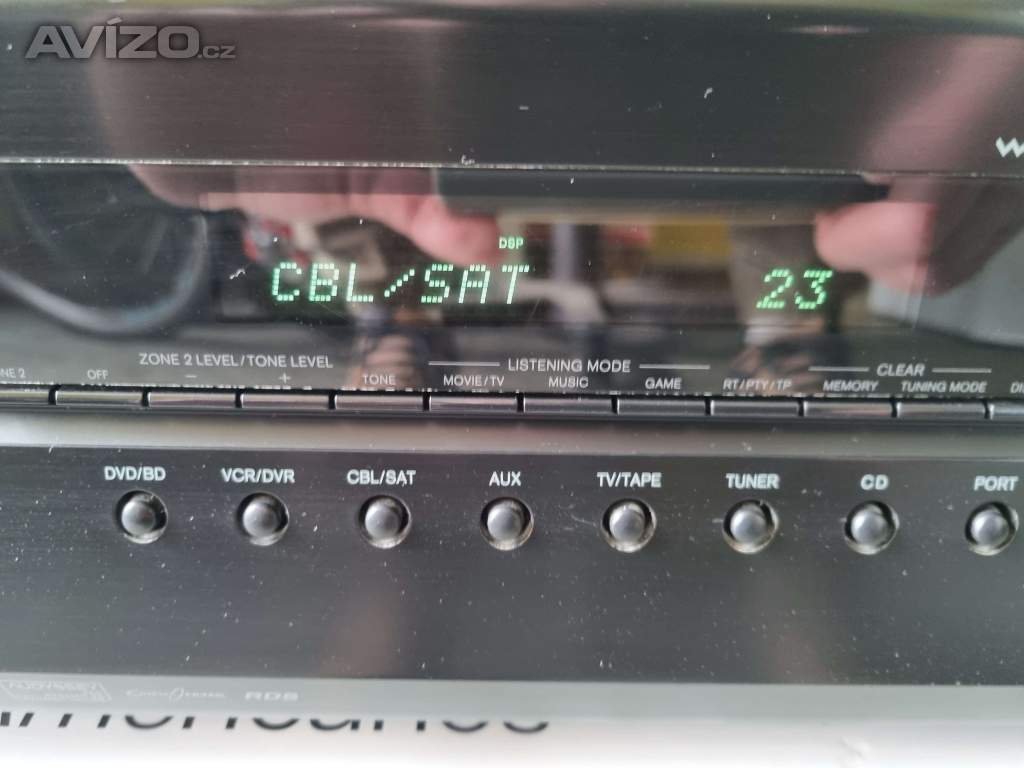 AVÍZO.cz
DSP
CBL/SAT 23
ZONE 2 LEVEL/TONE LEVEL LISTENING MODE CLEAR
OFF − + TONE MOVIE/TV MUSIC GAME RT/PTY/TP MEMORY TUNING MODE
DVD/BD VCR/DVR CBL/SAT AUX TV/TAPE TUNER CD PORT
AUDYSSEY RDS